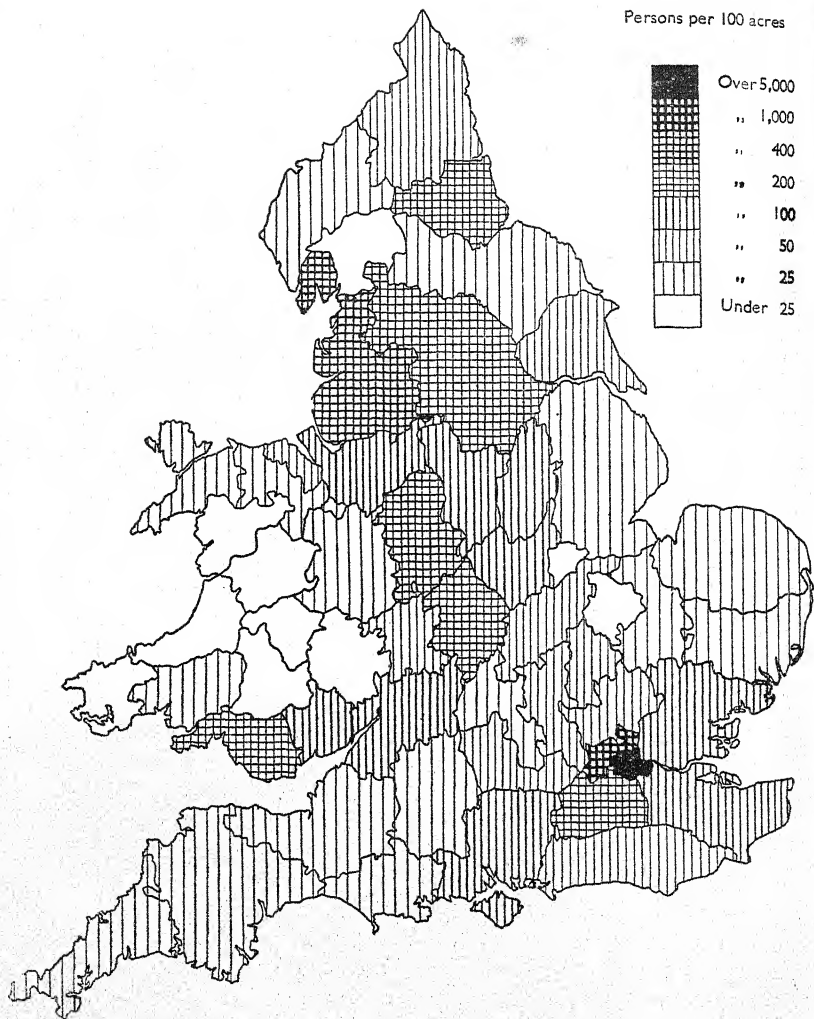 Persons per 100 acres
Over 5,000
,, 1,000
,, 400
,, 200
,, 100
,, 50
,, 25
Under 25